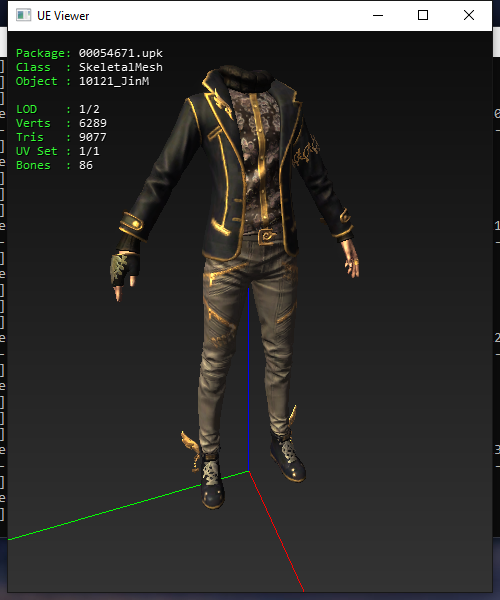 UE Viewer
Package: 00054671.upk
Class : SkeletalMesh
Object : 10121_JinM
LOD : 1/2
Verts : 6289
Tris : 9077
UV Set : 1/1
Bones : 86